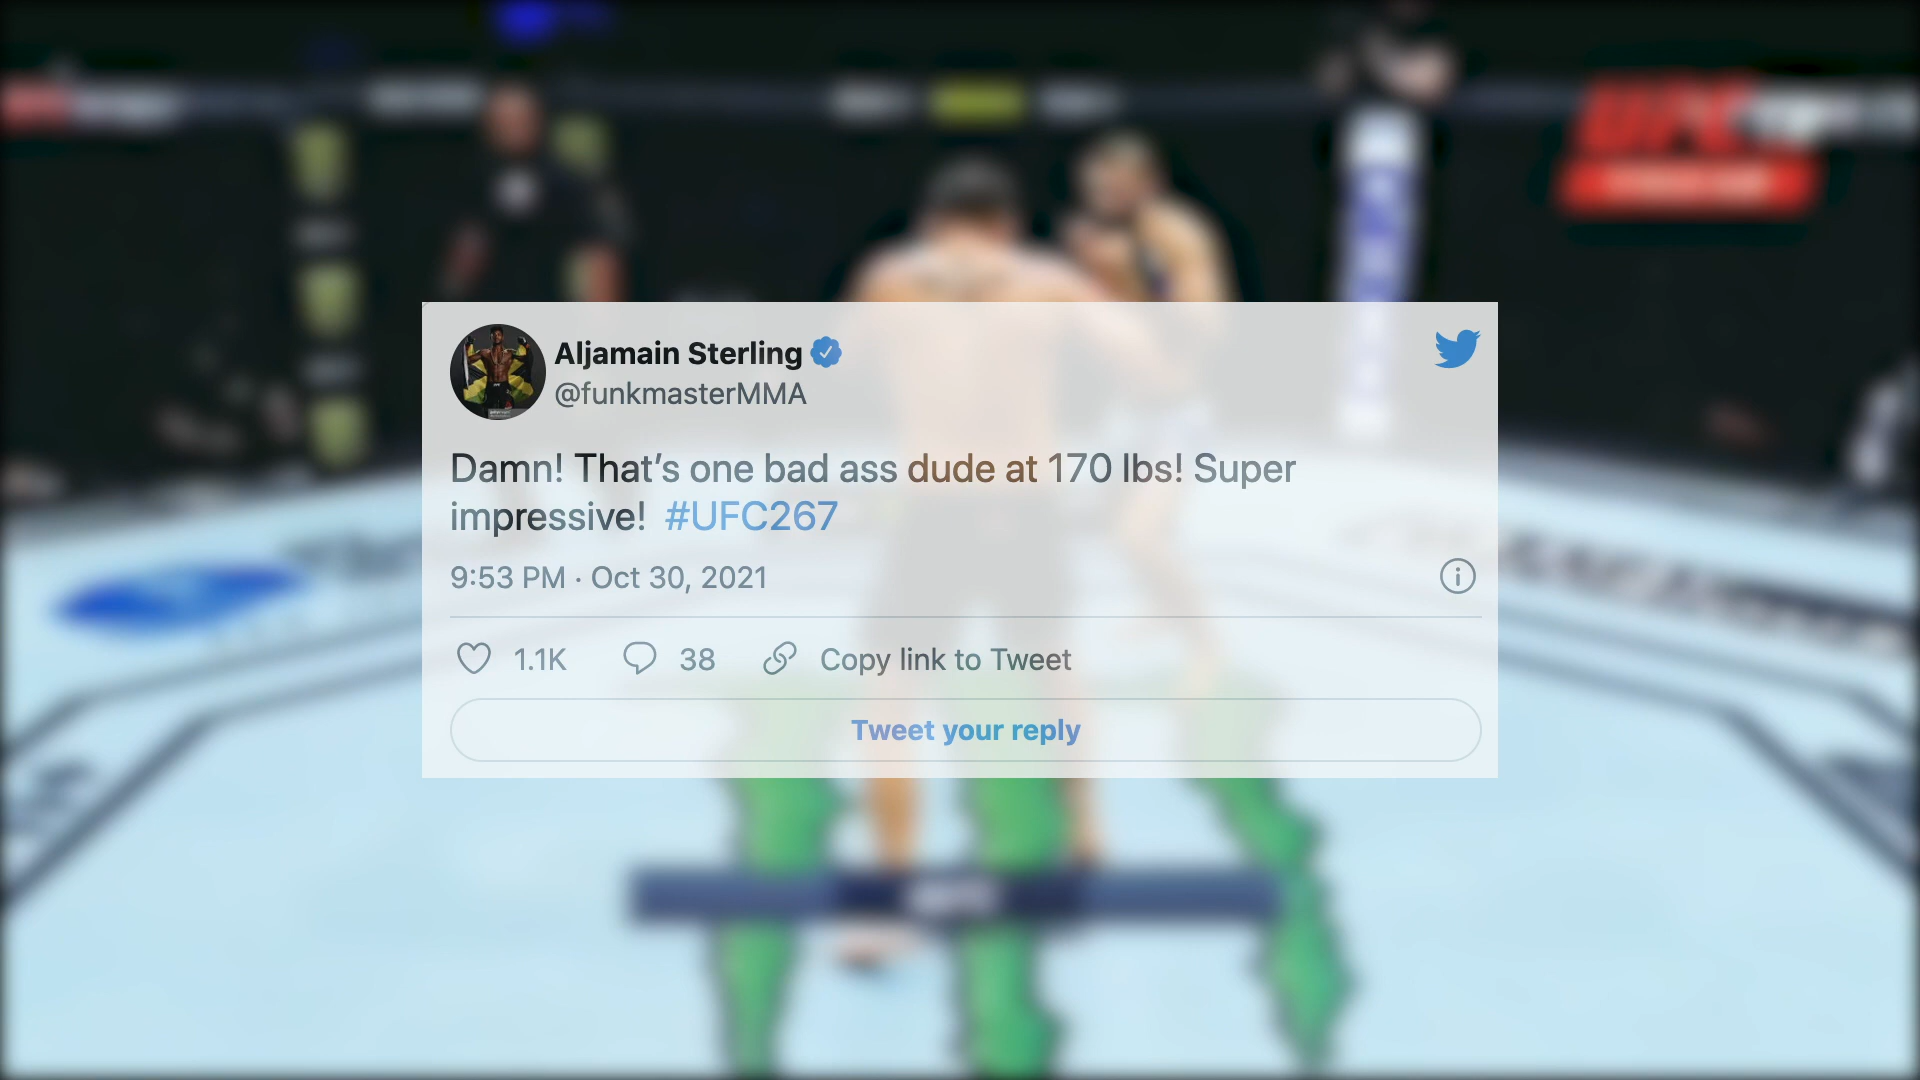 UFC
Aljamain Sterling
@funkmasterMMA
Damn! That’s one bad ass dude at 170 lbs! Super
impressive! #UFC267
9:53 PM · Oct 30, 2021
1.1K 38 Copy link to Tweet
Tweet your reply